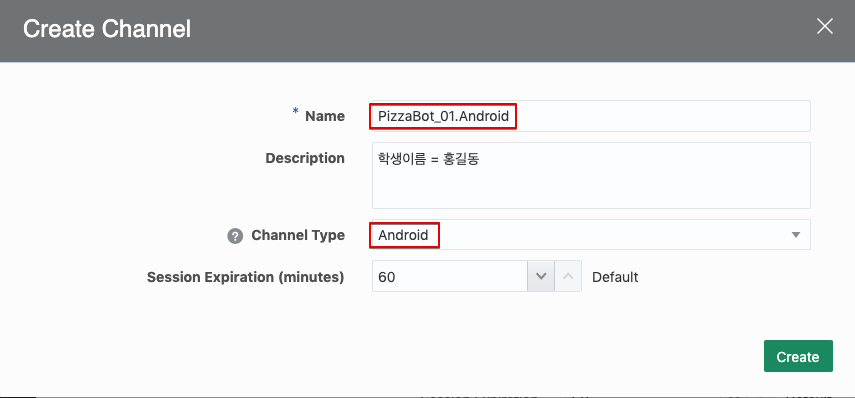 Create Channel
* Name PizzaBot_01.Android
Description 학생이름 = 홍길동
? Channel Type Android
Session Expiration (minutes) 60 Default
Create